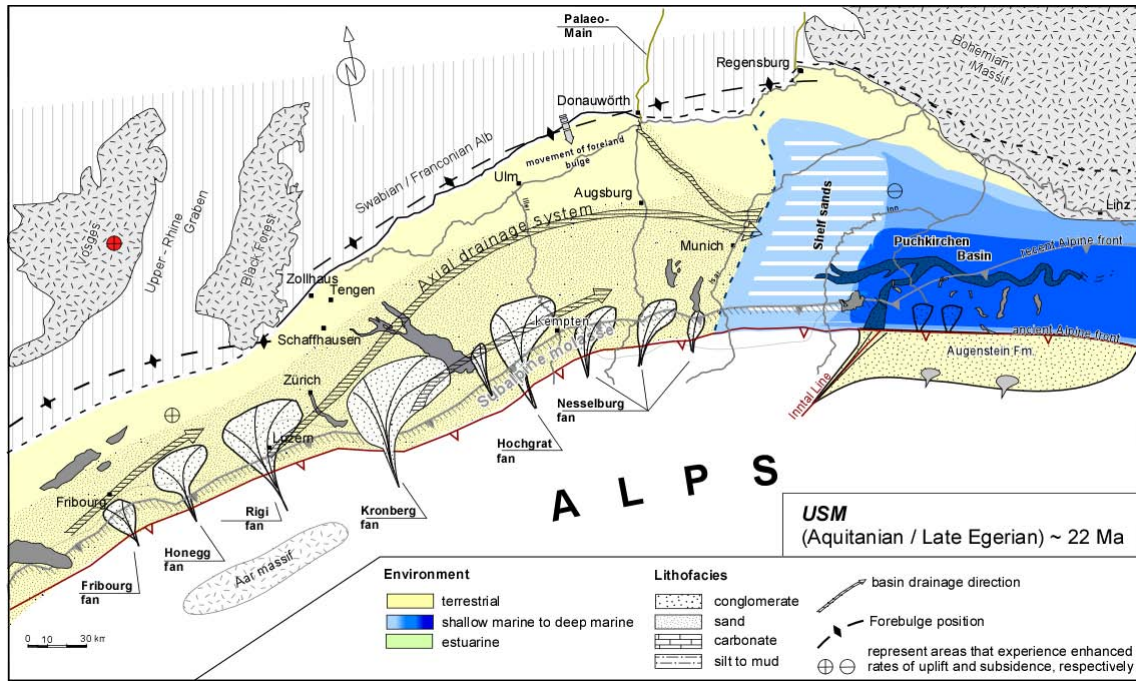 Palaeo-
Main
Bohemian
Massif
Regensburg
N
Donauwörth
movement of foreland
bulge
Swabian / Franconian Alb
Ulm
Iller
Augsburg
Linz
Inn
Shelf sands
Vosges
Upper-Rhine
Graben
Black Forest
Axial drainage system
Munich
Isar
Puchkirchen
Basin
recent Alpine front
Zollhaus
Tengen
Schaffhausen
Kempten
Subalpine molasse
ancient Alpine front
Augenstein Fm.
Zürich
Inntal Line
Nesselburg
fan
Luzern
Hochgrat
fan
Fribourg
Kronberg
fan
Rigi
fan
Honegg
fan
Fribourg
fan
Aar massif
ALPS
USM
(Aquitanian / Late Egerian) ~ 22 Ma
0 10 30 km
Environment
terrestrial
shallow marine to deep marine
estuarine
Lithofacies
conglomerate
sand
carbonate
silt to mud
basin drainage direction
Forebulge position
represent areas that experience enhanced
rates of uplift and subsidence, respectively